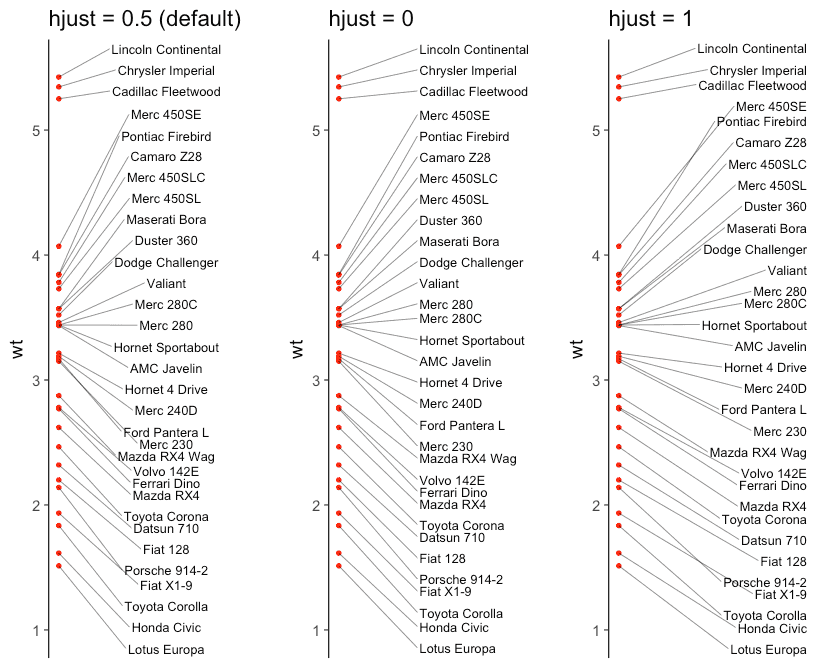 hjust = 0.5 (default)
wt
5
4
3
2
1
Lincoln Continental
Chrysler Imperial
Cadillac Fleetwood
Merc 450SE
Pontiac Firebird
Camaro Z28
Merc 450SLC
Merc 450SL
Maserati Bora
Duster 360
Dodge Challenger
Valiant
Merc 280C
Merc 280
Hornet Sportabout
AMC Javelin
Hornet 4 Drive
Merc 240D
Ford Pantera L
Merc 230
Mazda RX4 Wag
Volvo 142E
Ferrari Dino
Mazda RX4
Toyota Corona
Datsun 710
Fiat 128
Porsche 914-2
Fiat X1-9
Toyota Corolla
Honda Civic
Lotus Europa
hjust = 0
wt
5
4
3
2
1
Lincoln Continental
Chrysler Imperial
Cadillac Fleetwood
Merc 450SE
Pontiac Firebird
Camaro Z28
Merc 450SLC
Merc 450SL
Duster 360
Maserati Bora
Dodge Challenger
Valiant
Merc 280
Merc 280C
Hornet Sportabout
AMC Javelin
Hornet 4 Drive
Merc 240D
Ford Pantera L
Merc 230
Mazda RX4 Wag
Volvo 142E
Ferrari Dino
Mazda RX4
Toyota Corona
Datsun 710
Fiat 128
Porsche 914-2
Fiat X1-9
Toyota Corolla
Honda Civic
Lotus Europa
hjust = 1
wt
5
4
3
2
1
Lincoln Continental
Chrysler Imperial
Cadillac Fleetwood
Merc 450SE
Pontiac Firebird
Camaro Z28
Merc 450SLC
Merc 450SL
Duster 360
Maserati Bora
Dodge Challenger
Valiant
Merc 280
Merc 280C
Hornet Sportabout
AMC Javelin
Hornet 4 Drive
Merc 240D
Ford Pantera L
Merc 230
Mazda RX4 Wag
Volvo 142E
Ferrari Dino
Mazda RX4
Toyota Corona
Datsun 710
Fiat 128
Porsche 914-2
Fiat X1-9
Toyota Corolla
Honda Civic
Lotus Europa